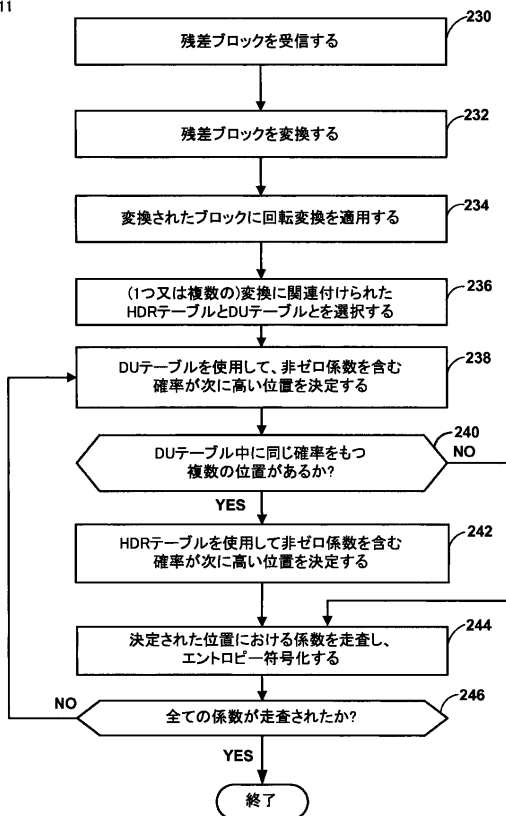 11
230
残差ブロックを受信する
232
残差ブロックを変換する
234
変換されたブロックに回転変換を適用する
236
(1つ又は複数の)変換に関連付けられた
HDRテーブルとDUテーブルとを選択する
238
DUテーブルを使用して、非ゼロ係数を含む
確率が次に高い位置を決定する
240
DUテーブル中に同じ確率をもつ
複数の位置があるか?
NO
YES
242
HDRテーブルを使用して非ゼロ係数を含む
確率が次に高い位置を決定する
244
決定された位置における係数を走査し、
エントロピー符号化する
246
NO
全ての係数が走査されたか?
YES
終了